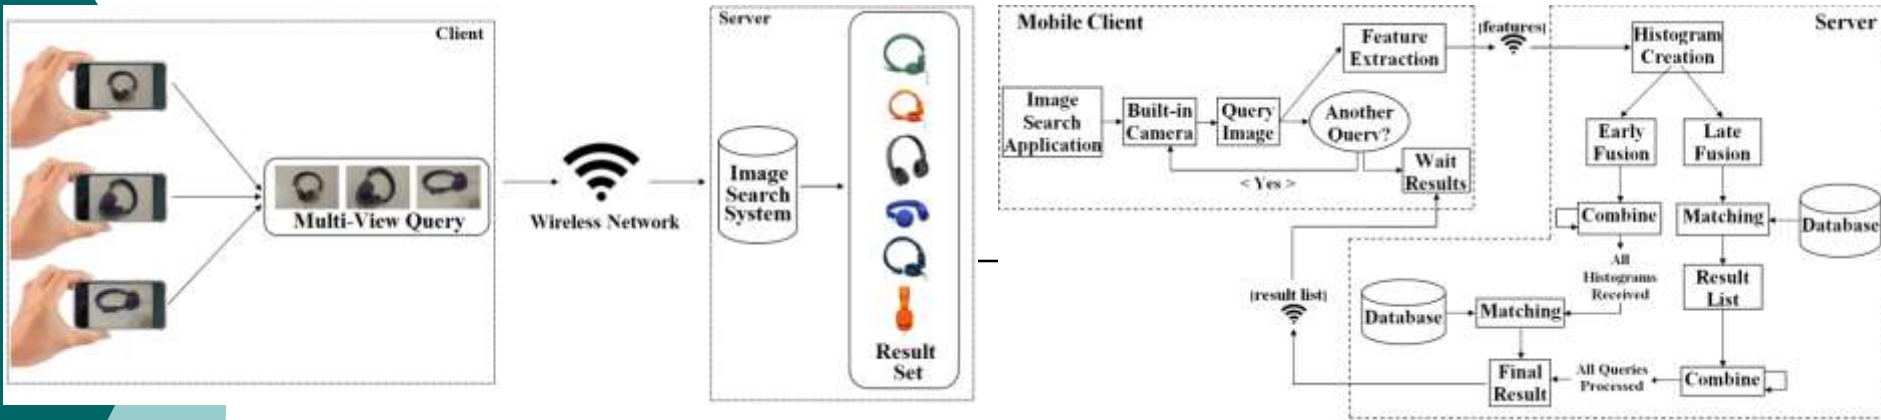 Client
Multi-View Query
Wireless Network
Server
Image
Search
System
Result
Set
Mobile Client
Image
Search
Application
Built-in
Camera
Query
Image
Feature
Extraction
Another
Query?
< Yes >
Wait
Results
[features]
Server
Histogram
Creation
Early
Fusion
Late
Fusion
Combine
Matching
Database
All
Histograms
Received
Result
List
[result list]
Database
Matching
Final
Result
All Queries
Processed
Combine